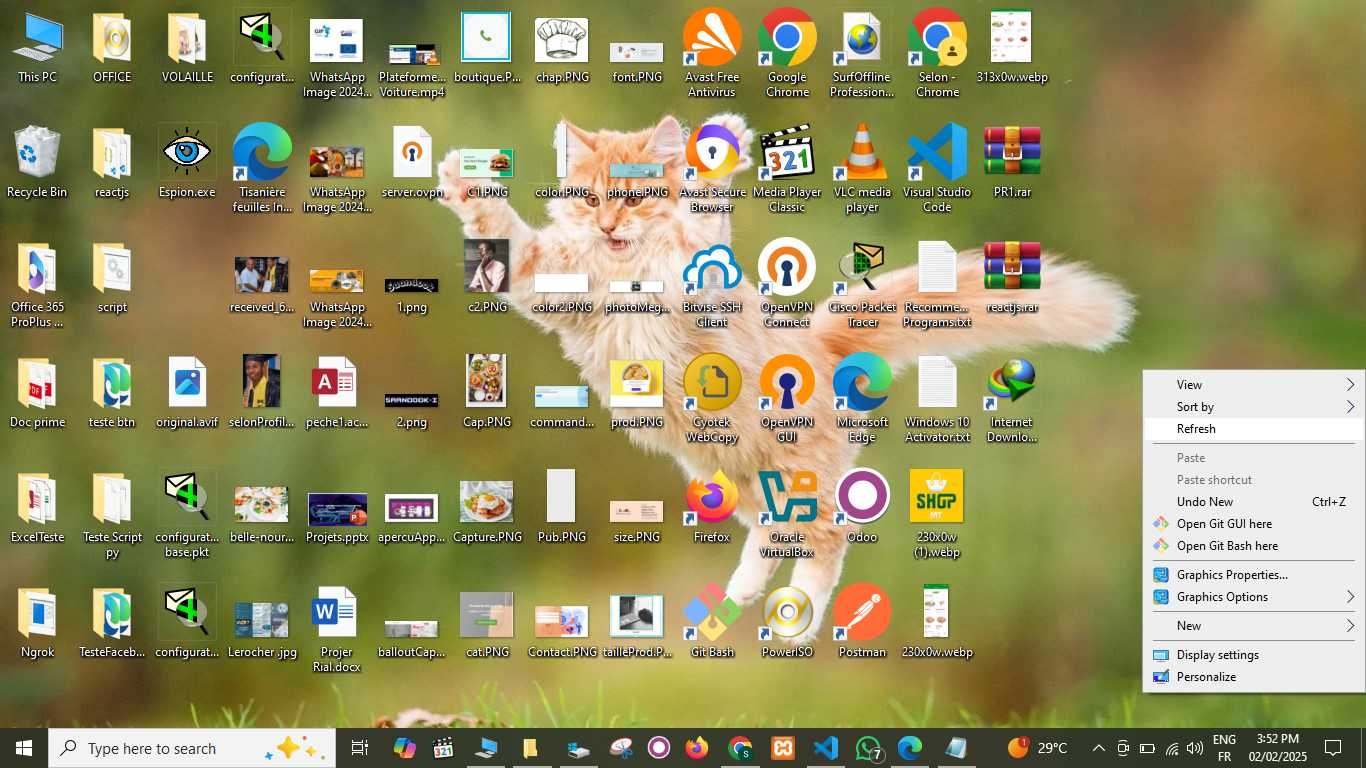 This PC
OFFICE
VOLAILLE
configurat...
WhatsApp
Image 2024...
Plateforme...
Voiture.mp4
boutique.P...
chap.PNG
font.PNG
Avast Free
Antivirus
Google
Chrome
SurfOffline
Profession...
Selon -
Chrome
313x0w.webp
Recycle Bin
reactjs
Espion.exe
Tisanière
feuilles In...
WhatsApp
Image 2024...
server.ovpn
C1.PNG
color.PNG
phone.PNG
Avast Secure
Browser
321
Media Player
Classic
VLC media
player
Visual Studio
Code
PR1.rar
Office 365
ProPlus ...
script
received_6...
WhatsApp
Image 2024...
1.png
c2.PNG
color2.PNG
photoMeg...
Bitvise SSH
Client
OpenVPN
Connect
Cisco Packet
Tracer
Recomme...
Programs.txt
reactjs.rar
PDF
Doc prime
teste btn
original.avif
selonProfil...
A
peche1.ac...
SAANDOOK-I
2.png
Cap.PNG
command...
prod.PNG
Cyotek
WebCopy
OpenVPN
GUI
Microsoft
Edge
Windows 10
Activator.txt
Internet
Downlo...
ExcelTeste
Teste Script
py
configurat...
base.pkt
belle-nour...
Projets.pptx
apercuApp...
Capture.PNG
Pub.PNG
size.PNG
Firefox
Oracle
VirtualBox
Odoo
SHOP
MT
230x0w
(1).webp
Ngrok
TesteFaceb...
configurat...
Lerocher .jpg
W
Projer
Rial.docx
balloutCap...
cat.PNG
Contact.PNG
tailleProd.P...
Git Bash
PowerISO
Postman
230x0w.webp
View
Sort by
Refresh
Paste
Paste shortcut
Undo New Ctrl+Z
Open Git GUI here
Open Git Bash here
Graphics Properties...
Graphics Options
New
Display settings
Personalize
Type here to search
321
S
7
1
29°C
ENG
FR
3:52 PM
02/02/2025